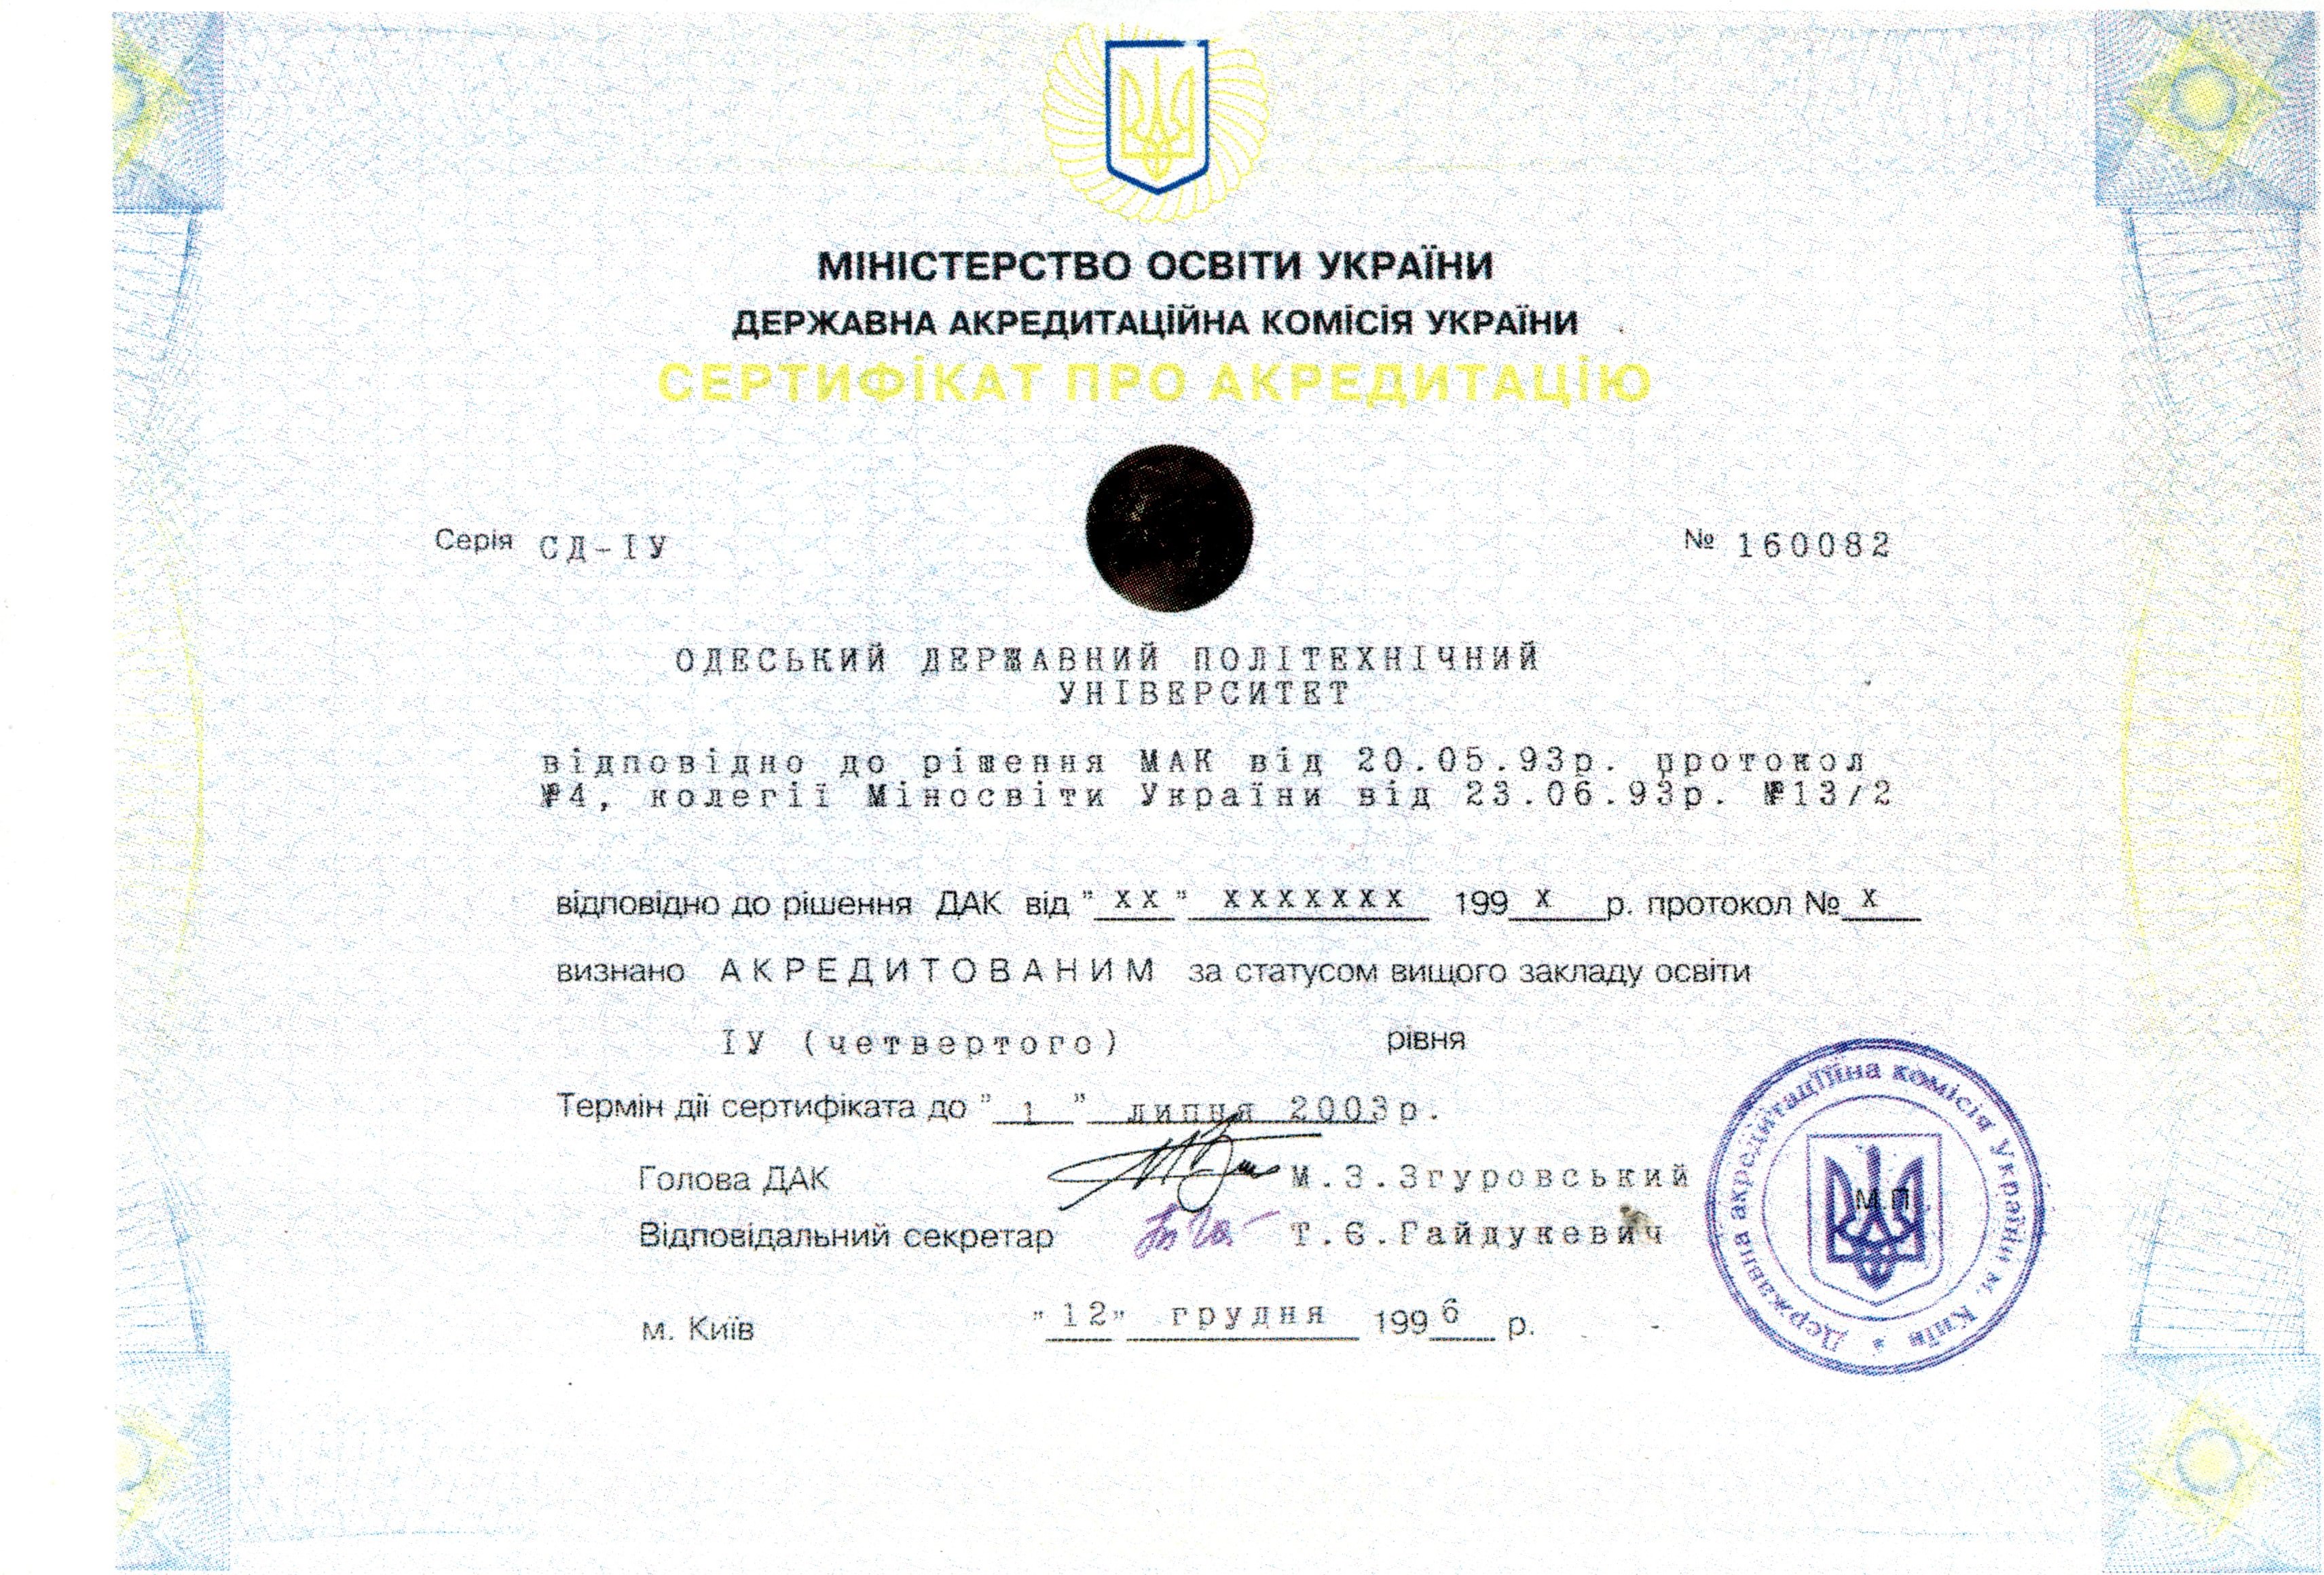 МІНІСТЕРСТВО ОСВІТИ УКРАЇНИ
ДЕРЖАВНА АКРЕДИТАЦІЙНА КОМІСІЯ УКРАЇНИ
СЕРТИФІКАТ ПРО АКРЕДИТАЦІЮ
Серія СД-ІУ № 160082
ОДЕСЬКИЙ ДЕРЖАВНИЙ ПОЛІТЕХНІЧНИЙ
УНІВЕРСИТЕТ
відповідно до рішення МАК від 20.05.93р. протокол
№4, колегії Міносвіти України від 23.06.93р. №13/2
відповідно до рішення ДАК від "ХХ" ХХХХХХХ 199 Х р. протокол № Х
визнано АКРЕДИТОВАНИМ за статусом вищого закладу освіти
ІУ (четвертого) рівня
Термін дії сертифіката до " 1 " липня 2003р.
Голова ДАК М.З.Згуровський
Відповідальний секретар Т.Є.Гайдукевич
М.П
м. Київ "12" грудня 1996 р.
Державна акредитаційна комісія України м. Київ